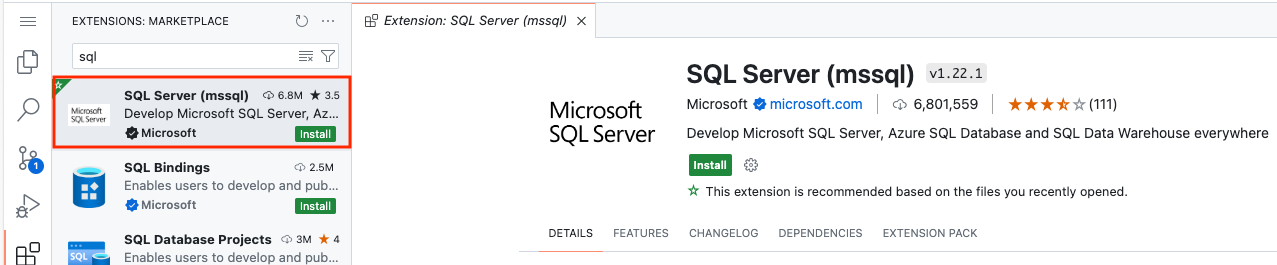 EXTENSIONS: MARKETPLACE
sql
SQL Server (mssql) 6.8M 3.5
Develop Microsoft SQL Server, Az...
Microsoft Install
Microsoft
SQL Server
SQL Bindings 2.5M
Enables users to develop and pub...
Microsoft Install
SQL Database Projects 3M 4
Enables users to develop and pub...
SQL
1
Extension: SQL Server (mssql)
Microsoft
SQL Server
SQL Server (mssql) v1.22.1
Microsoft microsoft.com 6,801,559 (111)
Develop Microsoft SQL Server, Azure SQL Database and SQL Data Warehouse everywhere
Install
This extension is recommended based on the files you recently opened.
DETAILS FEATURES CHANGELOG DEPENDENCIES EXTENSION PACK